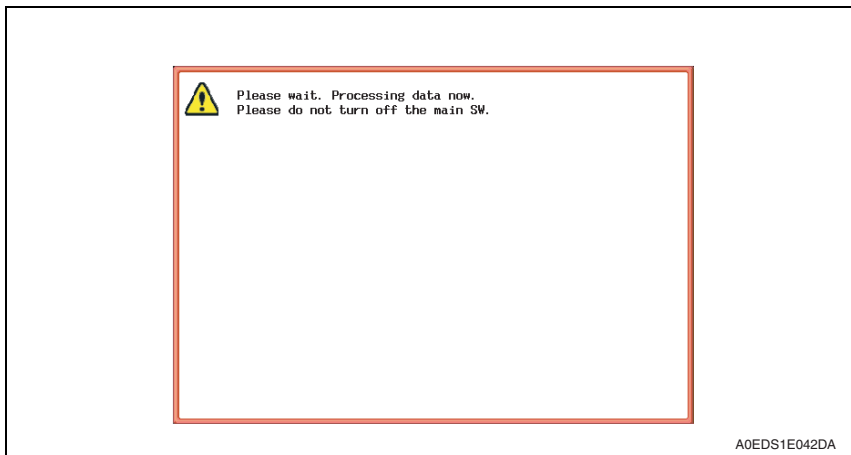 Please wait. Processing data now.
Please do not turn off the main SW.
A0EDS1E042DA